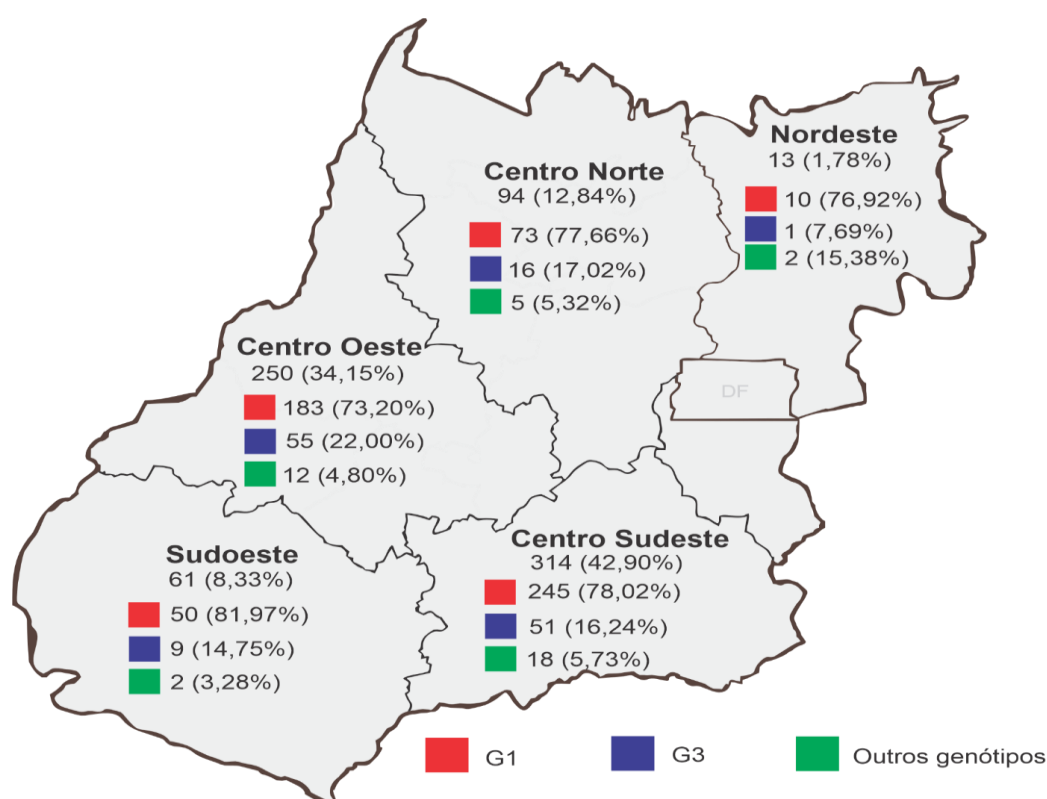 Nordeste
13 (1,78%)
10 (76,92%)
1 (7,69%)
2 (15,38%)
Centro Norte
94 (12,84%)
73 (77,66%)
16 (17,02%)
5 (5,32%)
Centro Oeste
250 (34,15%)
183 (73,20%)
55 (22,00%)
12 (4,80%)
DF
Centro Sudeste
314 (42,90%)
245 (78,02%)
51 (16,24%)
18 (5,73%)
Sudoeste
61 (8,33%)
50 (81,97%)
9 (14,75%)
2 (3,28%)
G1
G3
Outros genótipos